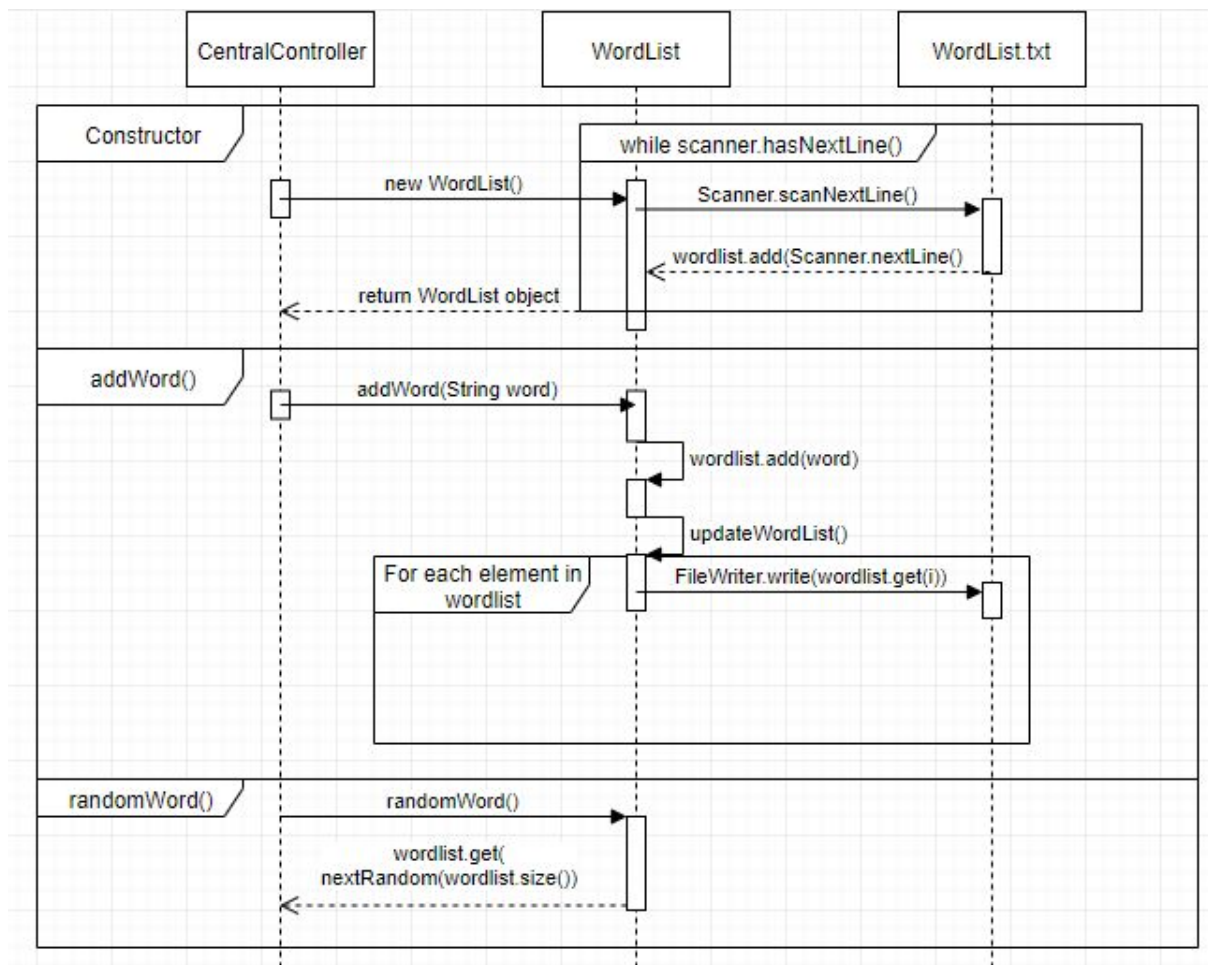 CentralController
WordList
WordList.txt
Constructor
while scanner.hasNextLine()
new WordList()
Scanner.scanNextLine()
wordlist.add(Scanner.nextLine()
return WordList object
addWord()
addWord(String word)
wordlist.add(word)
updateWordList()
For each element in
wordlist
FileWriter.write(wordlist.get(i))
randomWord()
randomWord()
wordlist.get(
nextRandom(wordlist.size())